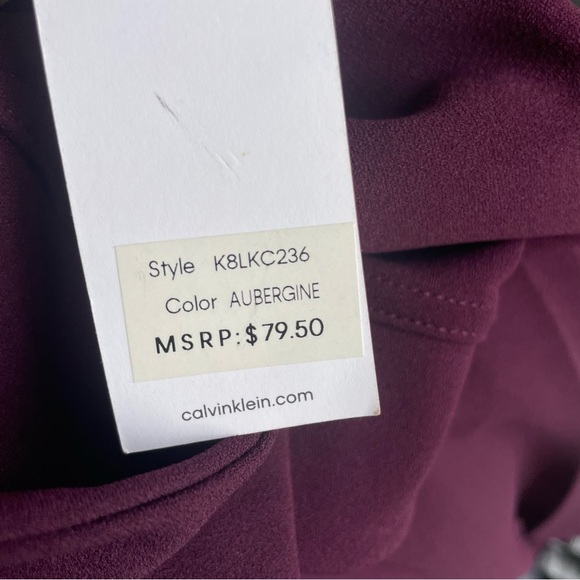 Style K8LKC236
Color AUBERGINE
MSRP:$79.50
calvinklein.com